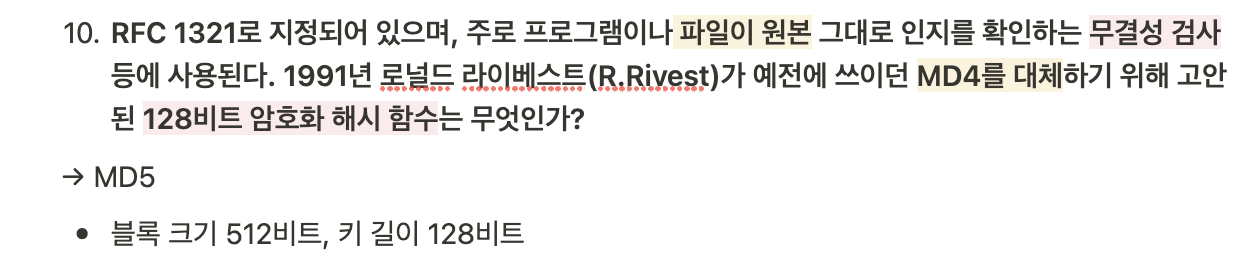 10. RFC 1321로 지정되어 있으며, 주로 프로그램이나 파일이 원본 그대로 인지를 확인하는 무결성 검사
등에 사용된다. 1991년 로널드 라이베스트(R.Rivest)가 예전에 쓰이던 MD4를 대체하기 위해 고안
된 128비트 암호화 해시 함수는 무엇인가?
→ MD5
• 블록 크기 512비트, 키 길이 128비트